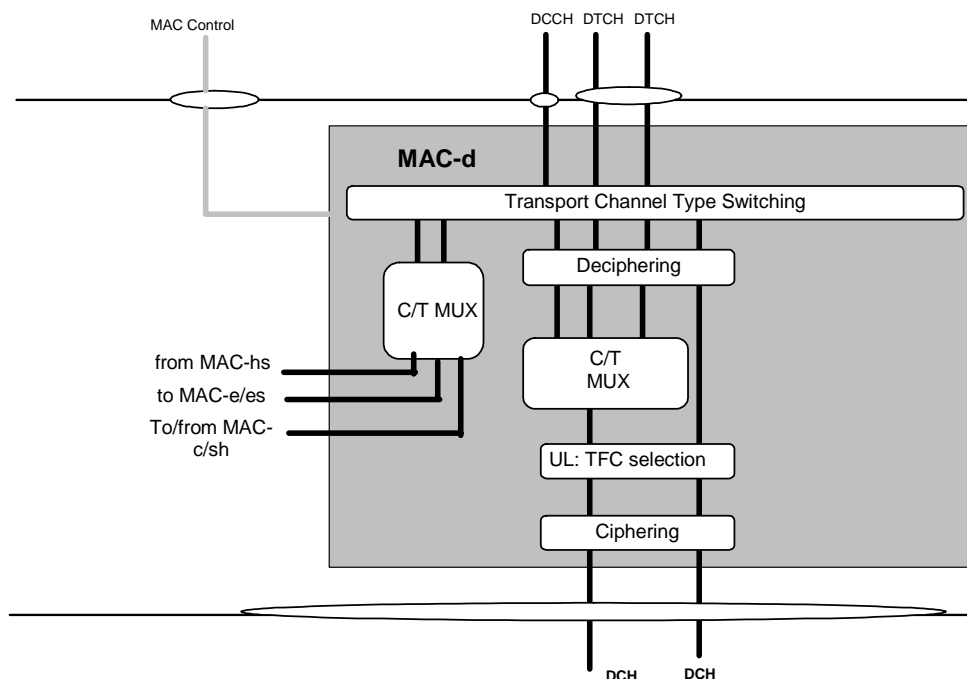 MAC Control
DCCH DTCH DTCH
MAC-d
Transport Channel Type Switching
Deciphering
C/T MUX
from MAC-hs
to MAC-e/es
To/from MAC-
c/sh
C/T
MUX
UL: TFC selection
Ciphering
DCH
DCH